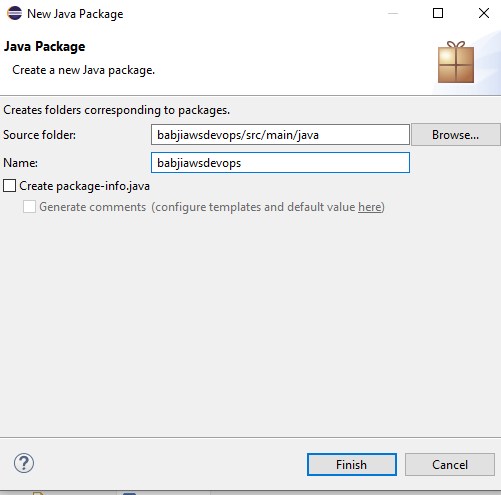 New Java Package
Java Package
Create a new Java package.
Creates folders corresponding to packages.
Source folder: babjiawsdevops/src/main/java Browse...
Name: babjiawsdevops
Create package-info.java
Generate comments (configure templates and default value here)
? Finish Cancel